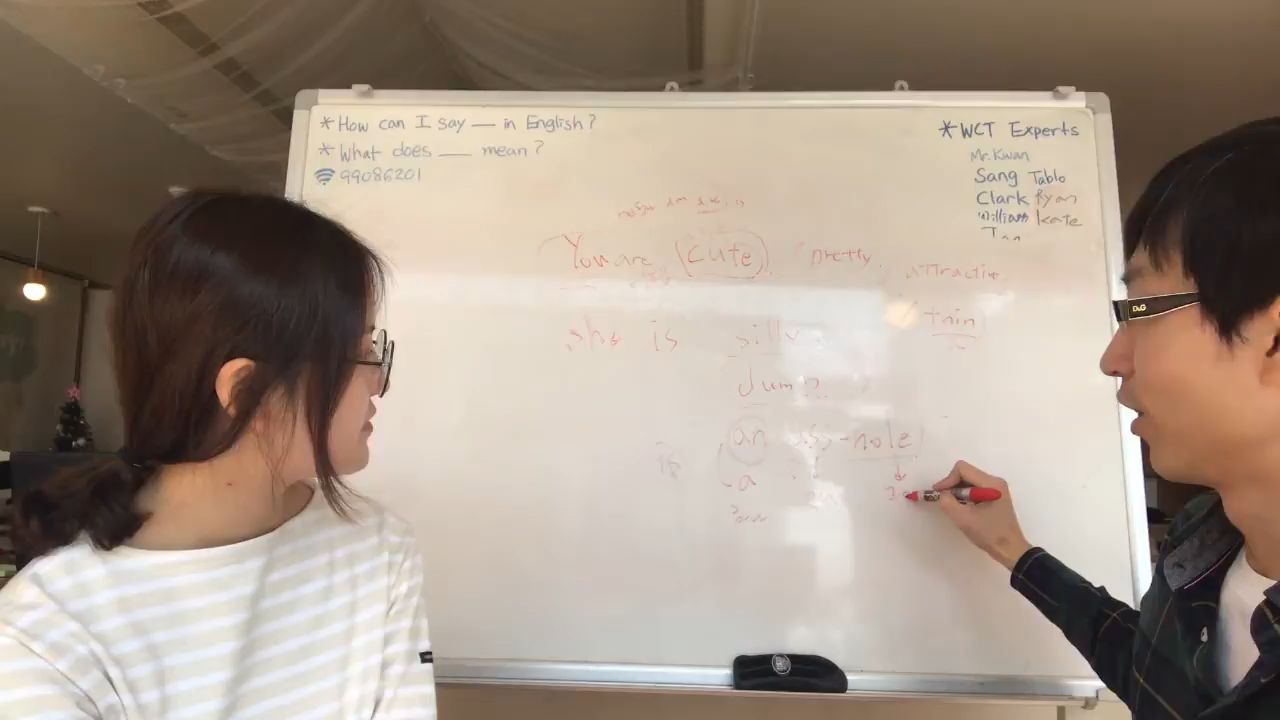 *How can I say ___ in English?
*What does ___ mean?
99086201
*WCT Experts
Mr. Kwan
Sang Tablo
Clark Ryan
William Kate
You are cute pretty. attractive
she is silly thin
dumb
an ass-hole
is
a
D&G